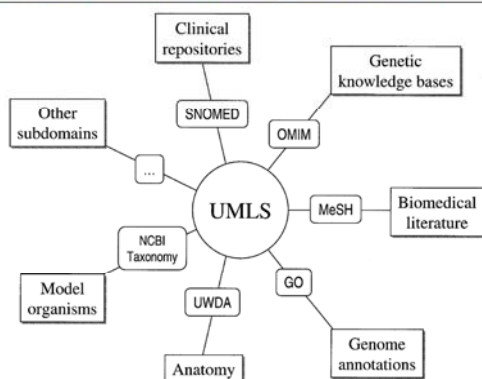 Clinical
repositories
Genetic
knowledge bases
SNOMED
OMIM
Other
subdomains
...
UMLS
MeSH
Biomedical
literature
NCBI
Taxonomy
Model
organisms
UWDA
GO
Anatomy
Genome
annotations